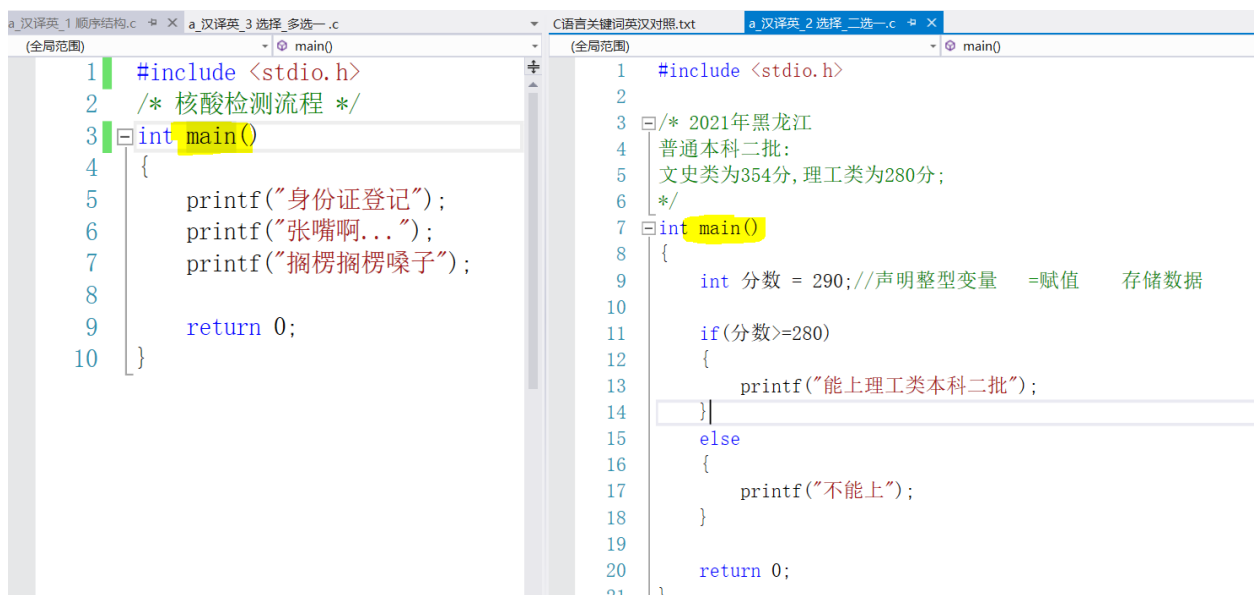 a_汉译英_1 顺序结构.c
a_汉译英_3 选择_多选一 .c
(全局范围)
main()
1 #include <stdio.h>
2 /* 核酸检测流程 */
3 int main()
4 {
5 printf("身份证登记");
6 printf("张嘴啊...");
7 printf("搁楞搁楞嗓子");
8
9 return 0;
10 }
C语言关键词英汉对照.txt
a_汉译英_2 选择_二选一.c
(全局范围)
main()
1 #include <stdio.h>
2
3 /* 2021年黑龙江
4 普通本科二批:
5 文史类为354分,理工类为280分;
6 */
7 int main()
8 {
9 int 分数 = 290;//声明整型变量 =赋值 存储数据
10
11 if(分数>=280)
12 {
13 printf("能上理工类本科二批");
14 }
15 else
16 {
17 printf("不能上");
18 }
19
20 return 0;
21 }